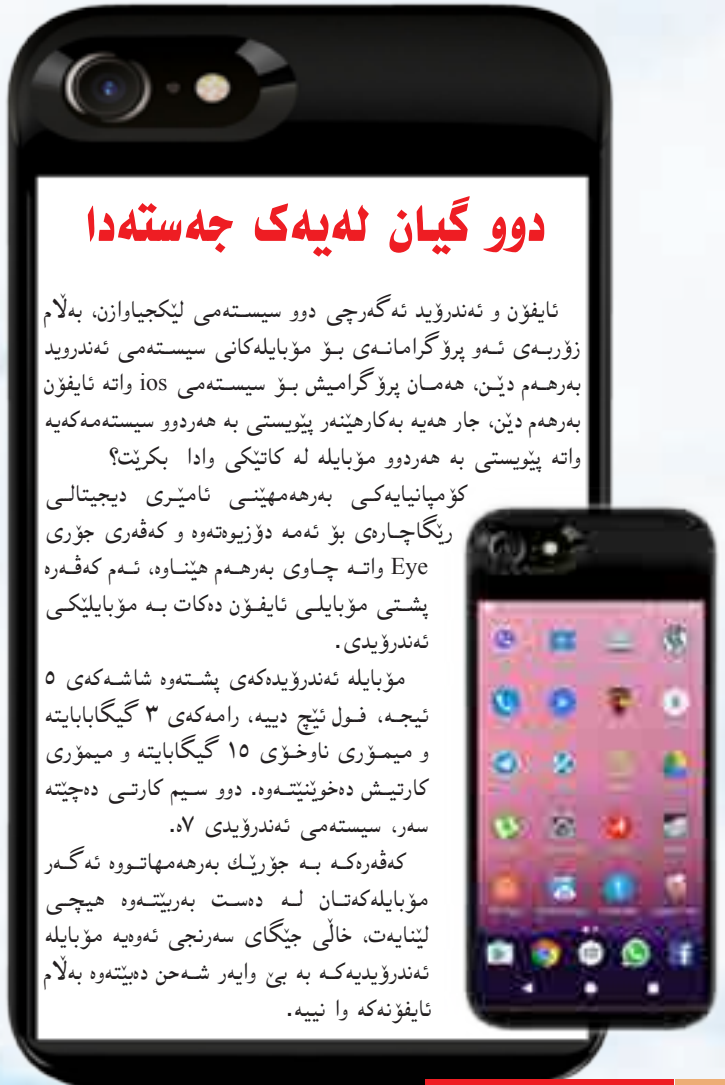 دوو گیان لەیەک جەستەدا
ئایفۆن و ئەندرۆید ئەگەرچی دوو سیستەمی لێکجیاوازن، بەڵام
زۆربەی ئەو پرۆگرامانەی بۆ مۆبایلەکانی سیستەمی ئەندروید
بەرهەم دێن، هەمان پرۆگرامیش بۆ سیستەمی ios واتە ئایفۆن
بەرهەم دێن، جار هەیە بەکارهێنەر پێویستی بە هەردوو سیستەمەکەیە
واتە پێویستی بە هەردوو مۆبایلە لە کاتێکی وادا بکرێت؟
کۆمپانیایەکی بەرهەمهێنی ئامێری دیجیتالی
رێگاچارەی بۆ ئەمە دۆزیوەتەوە و کەڤەری جۆری
Eye واتە چاوی بەرهەم هێناوە، ئەم کەڤەرە
پشتی مۆبایلی ئایفۆن دەکات بە مۆبایلێکی
ئەندرۆیدی.
مۆبایلە ئەندرۆیدەکەی پشتەوە شاشەکەی ٥
ئیجە، فول ئێچ دییە، رامەکەی ٣ گیگابابایتە
و میمۆری ناوخۆی ١٥ گیگابایتە و میمۆری
کارتیش دەخوێنێتەوە. دوو سیم کارتی دەچێتە
سەر، سیستەمی ئەندرۆیدی ٧ە.
کەڤەرەکە بە جۆرێك بەرهەمهاتووە ئەگەر
مۆبایلەکەتان لە دەست بەربێتەوە هیچی
لێنایەت، خاڵی جێگای سەرنجی ئەوەیە مۆبایلە
ئەندرۆیدیەکە بە بێ وایەر شەحن دەبێتەوە بەڵام
ئایفۆنەکە وا نییە.